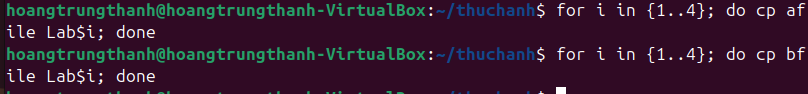 hoangtrungthanh@hoangtrungthanh-VirtualBox:~/thuchanh$ for i in {1..4}; do cp af
ile Lab$i; done
hoangtrungthanh@hoangtrungthanh-VirtualBox:~/thuchanh$ for i in {1..4}; do cp bf
ile Lab$i; done